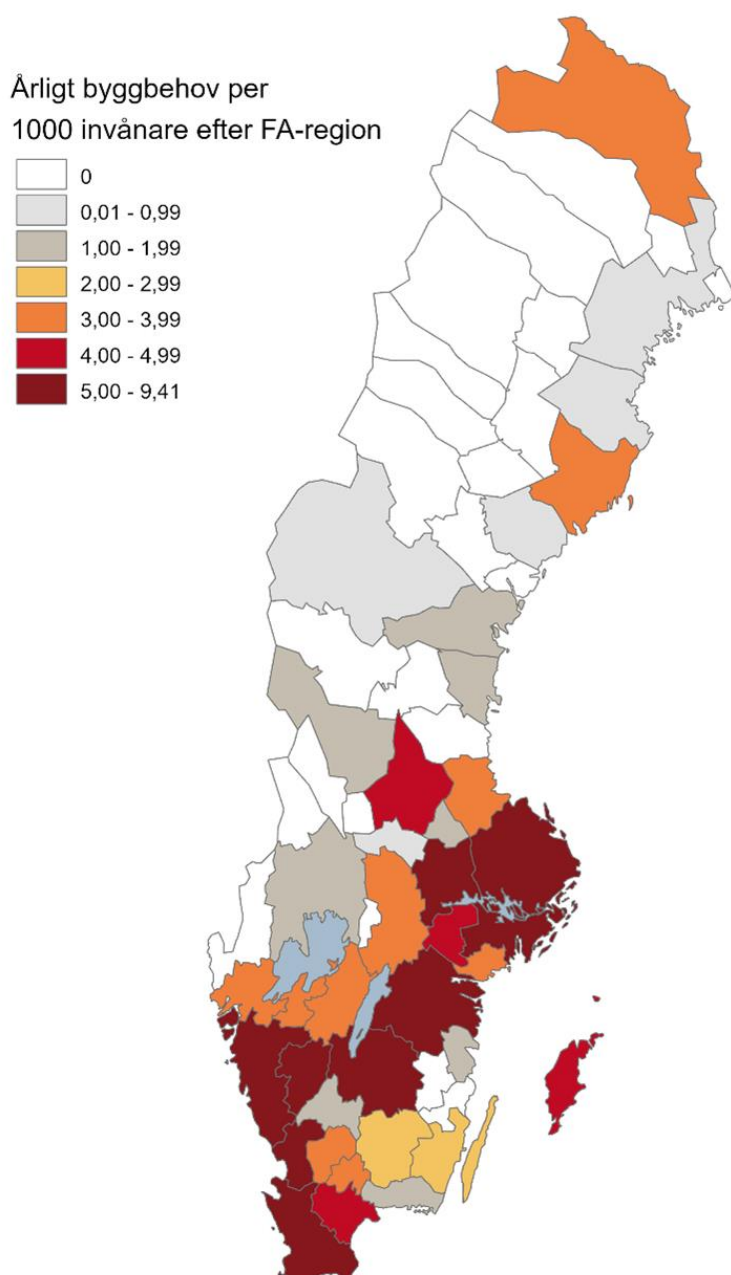 Årligt byggbehov per
1000 invånare efter FA-region
0
0,01 - 0,99
1,00 - 1,99
2,00 - 2,99
3,00 - 3,99
4,00 - 4,99
5,00 - 9,41